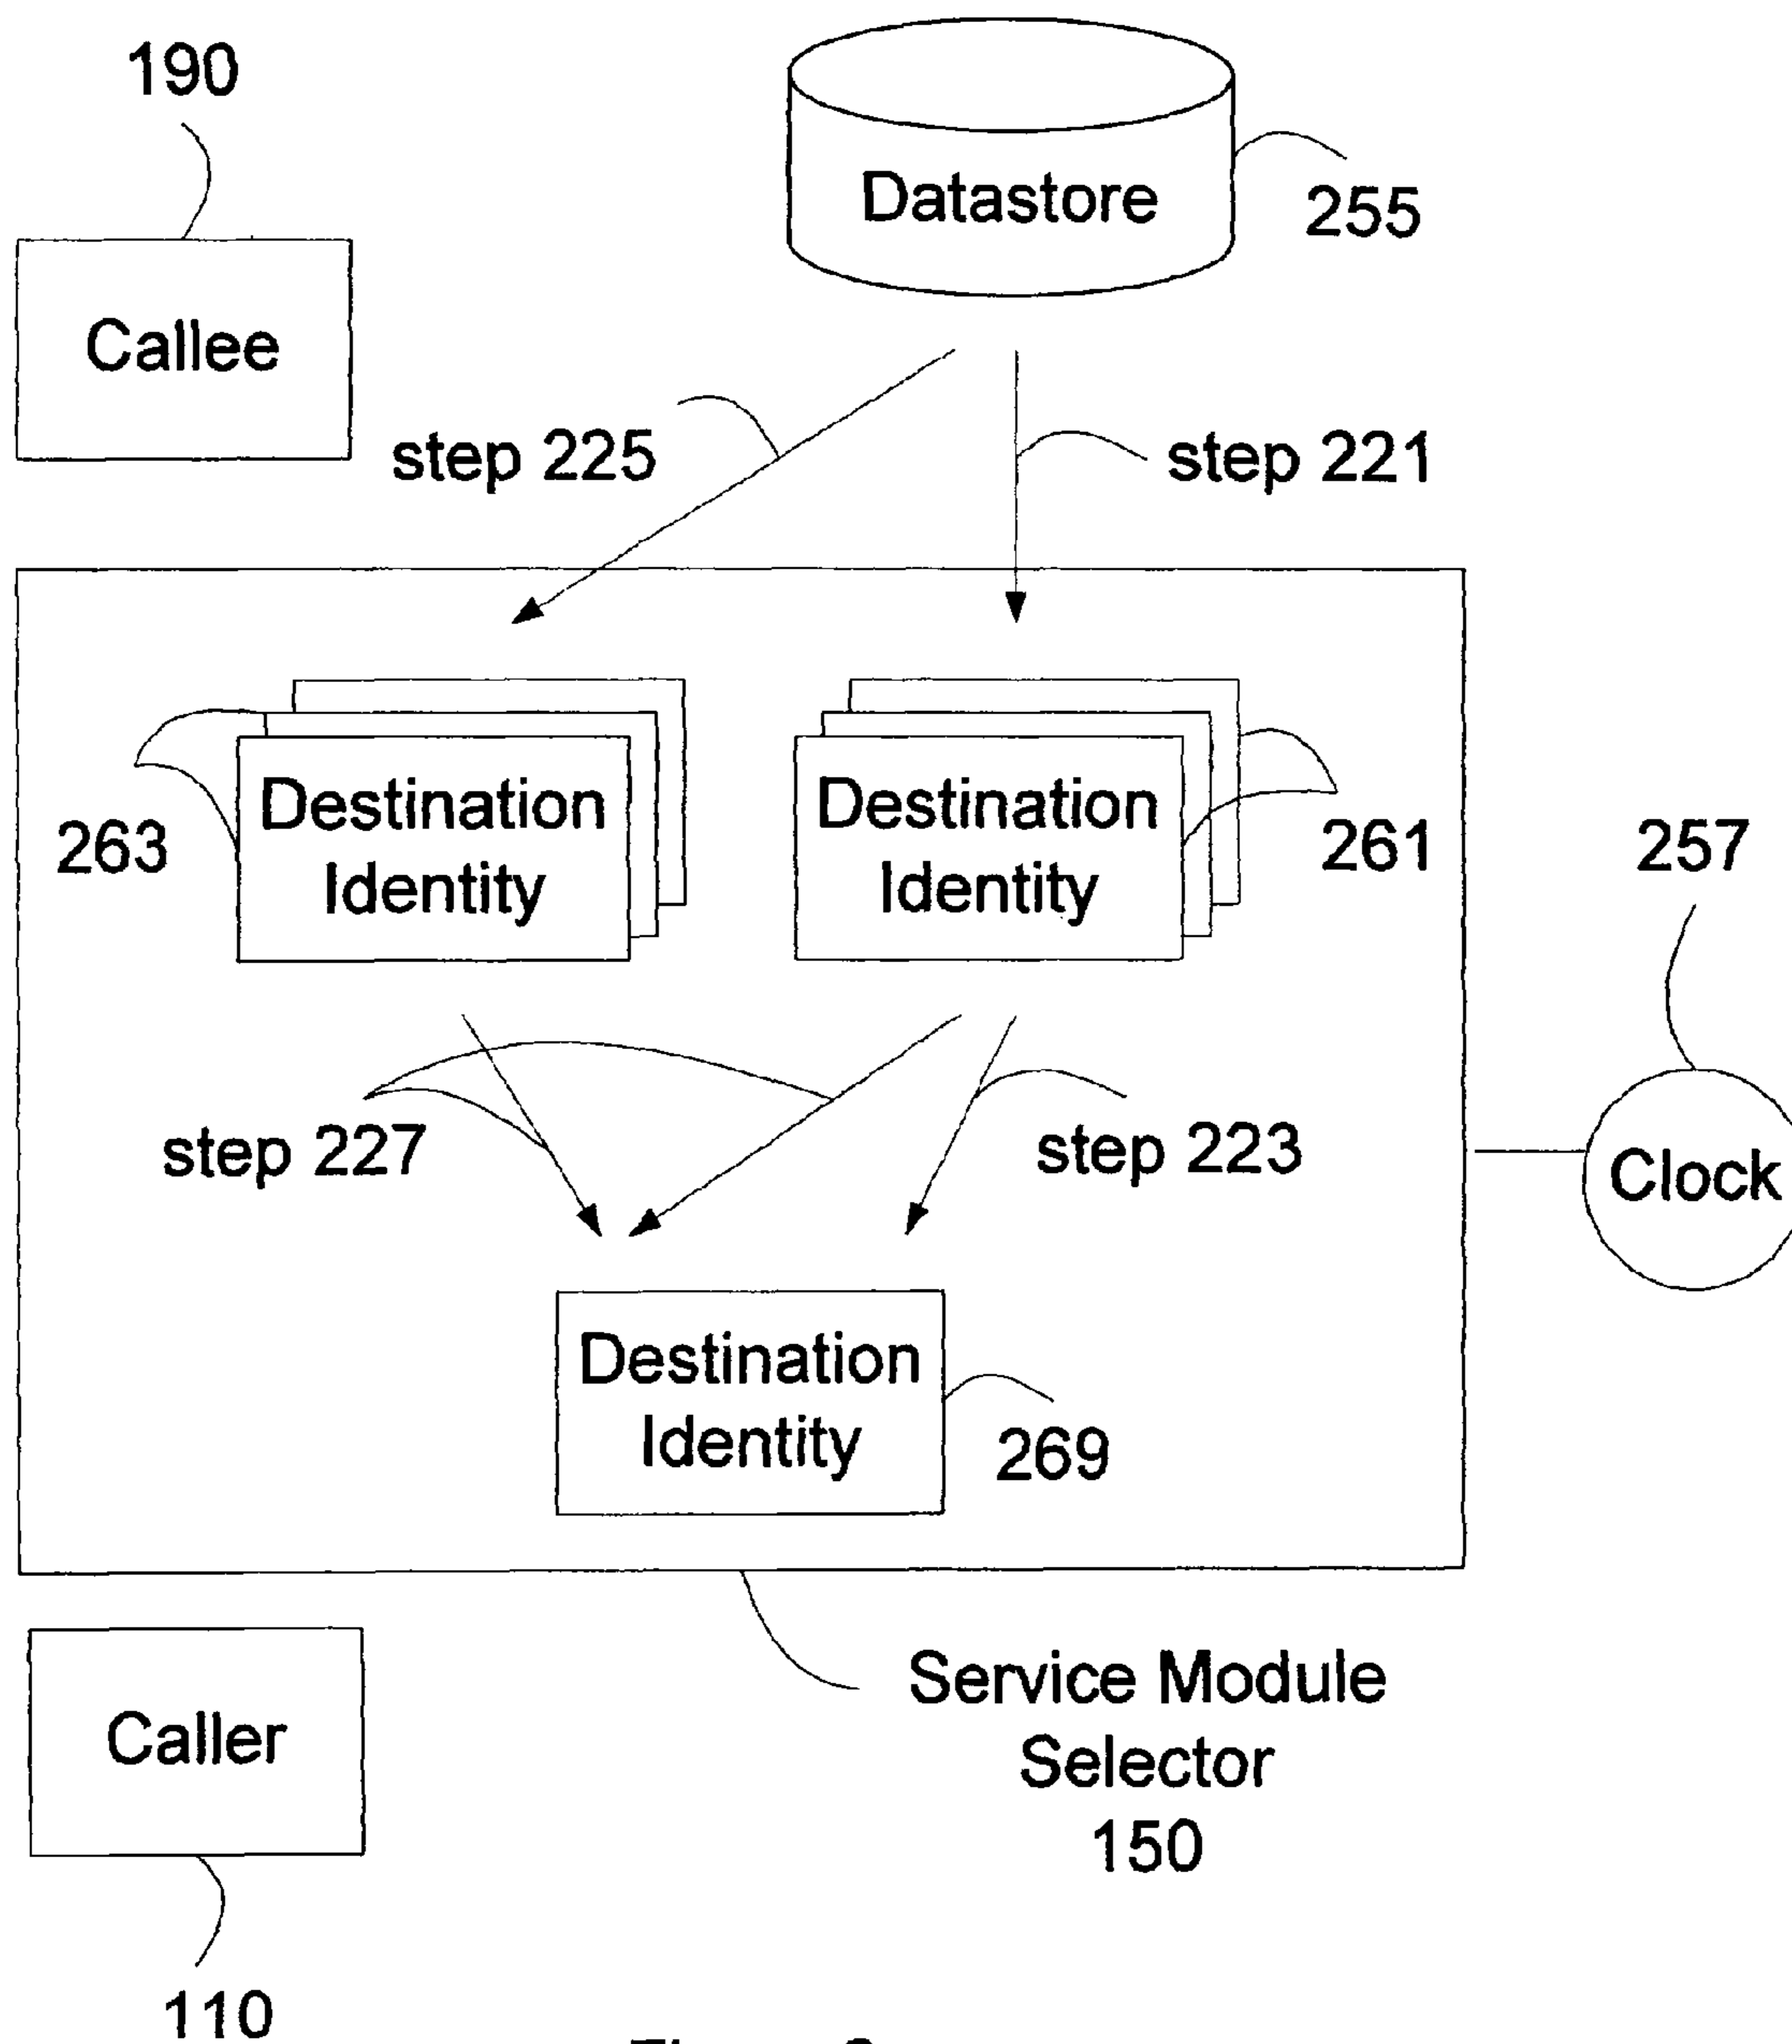 190
Datastore
255
Callee
step 225
step 221
Destination
Identity
263
Destination
Identity
261
257
step 227
step 223
Clock
Destination
Identity
269
Service Module
Selector
150
Caller
110